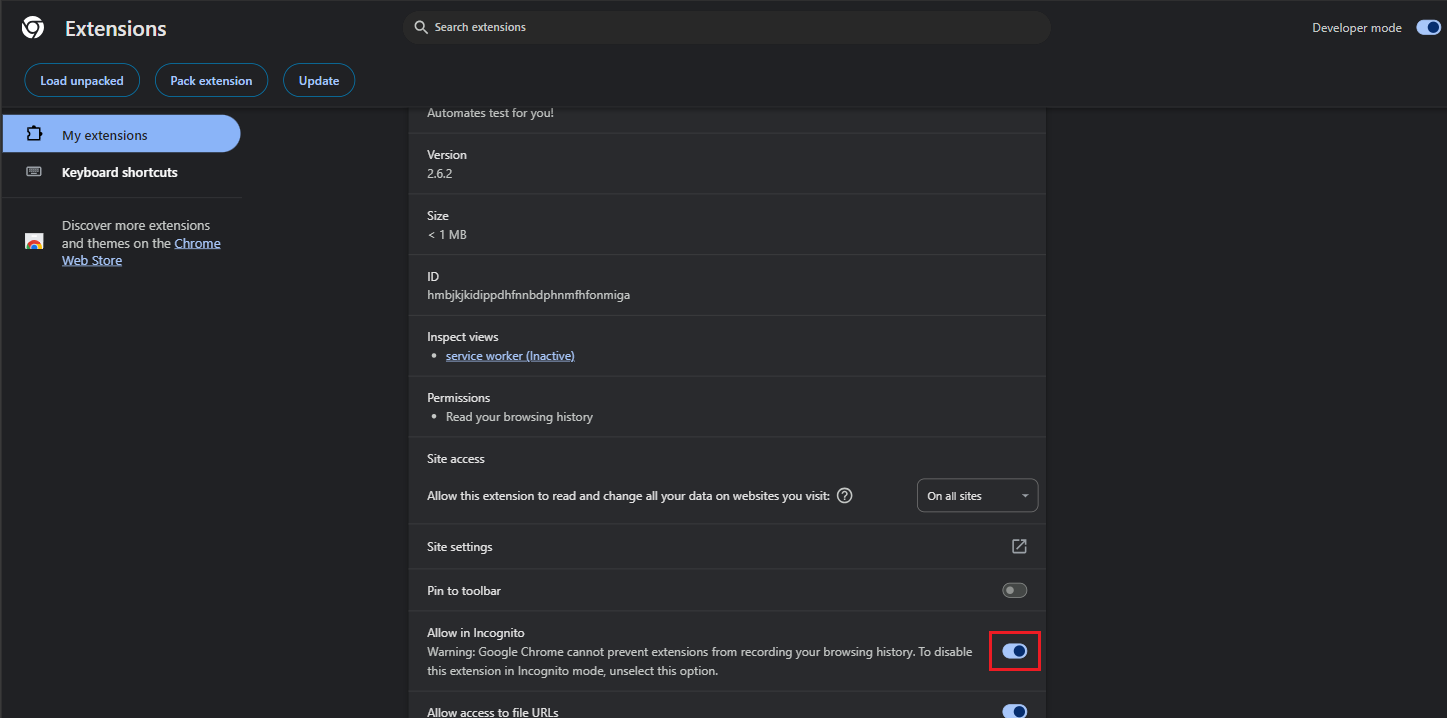 Extensions
Search extensions
Developer mode
Load unpacked
Pack extension
Update
My extensions
Keyboard shortcuts
Discover more extensions
and themes on the Chrome
Web Store
Automates test for you!
Version
2.6.2
Size
< 1 MB
ID
hmbjkjkidippdhfnnbdphnmfhfonmiga
Inspect views
• service worker (Inactive)
Permissions
• Read your browsing history
Site access
Allow this extension to read and change all your data on websites you visit:
On all sites
Site settings
Pin to toolbar
Allow in Incognito
Warning: Google Chrome cannot prevent extensions from recording your browsing history. To disable
this extension in Incognito mode, unselect this option.
Allow access to file URLs